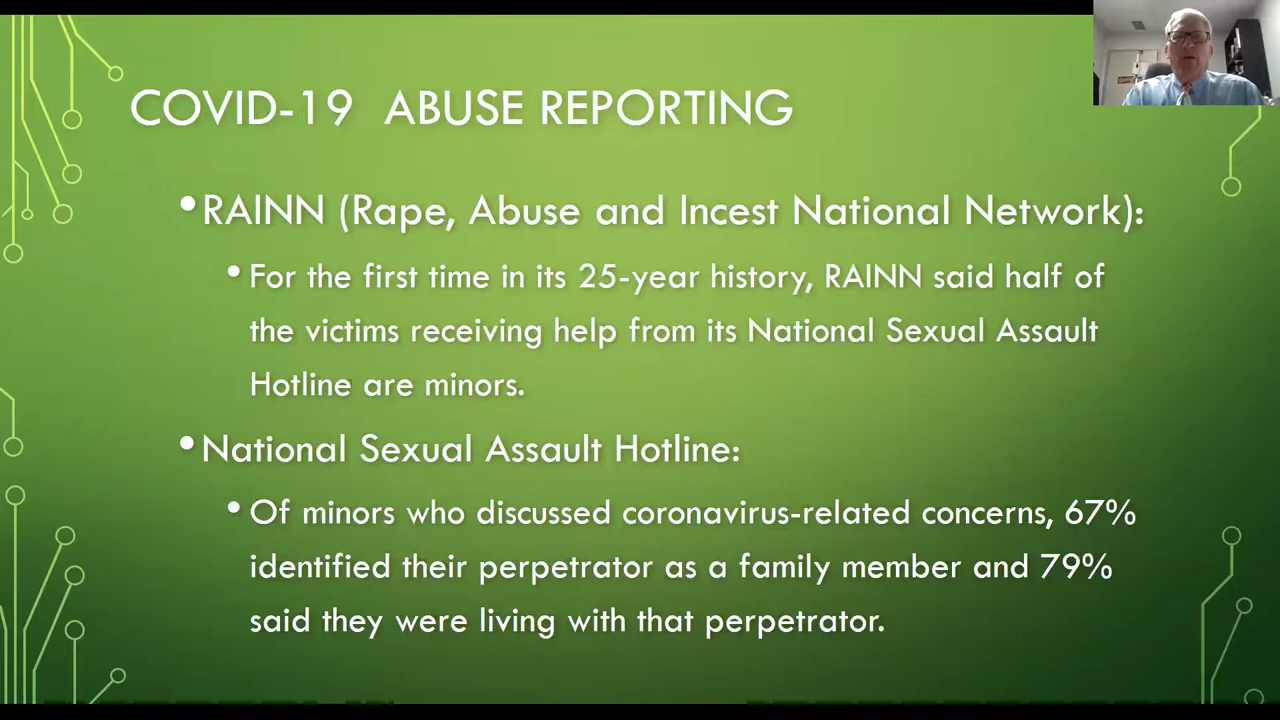 COVID-19 ABUSE REPORTING
•RAINN (Rape, Abuse and Incest National Network):
• For the first time in its 25-year history, RAINN said half of
the victims receiving help from its National Sexual Assault
Hotline are minors.
•National Sexual Assault Hotline:
• Of minors who discussed coronavirus-related concerns, 67%
identified their perpetrator as a family member and 79%
said they were living with that perpetrator.